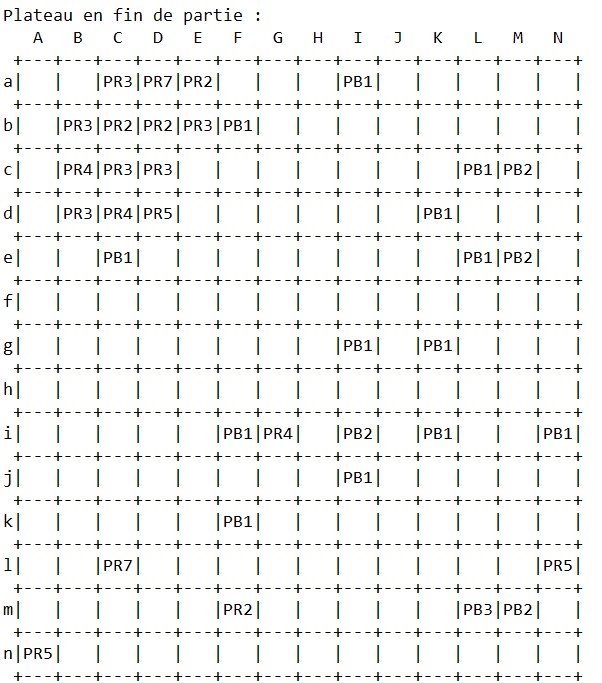 Plateau en fin de partie :
    A   B   C   D   E   F   G   H   I   J   K   L   M   N
 +---+---+---+---+---+---+---+---+---+---+---+---+---+---+
a|   |   |PR3|PR7|PR2|   |   |   |PB1|   |   |   |   |   |
 +---+---+---+---+---+---+---+---+---+---+---+---+---+---+
b|   |PR3|PR2|PR2|PR3|PB1|   |   |   |   |   |   |   |   |
 +---+---+---+---+---+---+---+---+---+---+---+---+---+---+
c|   |PR4|PR3|PR3|   |   |   |   |   |   |   |PB1|PB2|   |
 +---+---+---+---+---+---+---+---+---+---+---+---+---+---+
d|   |PR3|PR4|PR5|   |   |   |   |   |   |PB1|   |   |   |
 +---+---+---+---+---+---+---+---+---+---+---+---+---+---+
e|   |   |PB1|   |   |   |   |   |   |   |   |PB1|PB2|   |
 +---+---+---+---+---+---+---+---+---+---+---+---+---+---+
f|   |   |   |   |   |   |   |   |   |   |   |   |   |   |
 +---+---+---+---+---+---+---+---+---+---+---+---+---+---+
g|   |   |   |   |   |   |   |   |PB1|   |PB1|   |   |   |
 +---+---+---+---+---+---+---+---+---+---+---+---+---+---+
h|   |   |   |   |   |   |   |   |   |   |   |   |   |   |
 +---+---+---+---+---+---+---+---+---+---+---+---+---+---+
i|   |   |   |   |   |PB1|PR4|   |PB2|   |PB1|   |   |PB1|
 +---+---+---+---+---+---+---+---+---+---+---+---+---+---+
j|   |   |   |   |   |   |   |   |PB1|   |   |   |   |   |
 +---+---+---+---+---+---+---+---+---+---+---+---+---+---+
k|   |   |   |   |   |PB1|   |   |   |   |   |   |   |   |
 +---+---+---+---+---+---+---+---+---+---+---+---+---+---+
l|   |   |PR7|   |   |   |   |   |   |   |   |   |   |PR5|
 +---+---+---+---+---+---+---+---+---+---+---+---+---+---+
m|   |   |   |   |   |PR2|   |   |   |   |   |PB3|PB2|   |
 +---+---+---+---+---+---+---+---+---+---+---+---+---+---+
n|PR5|   |   |   |   |   |   |   |   |   |   |   |   |   |
 +---+---+---+---+---+---+---+---+---+---+---+---+---+---+